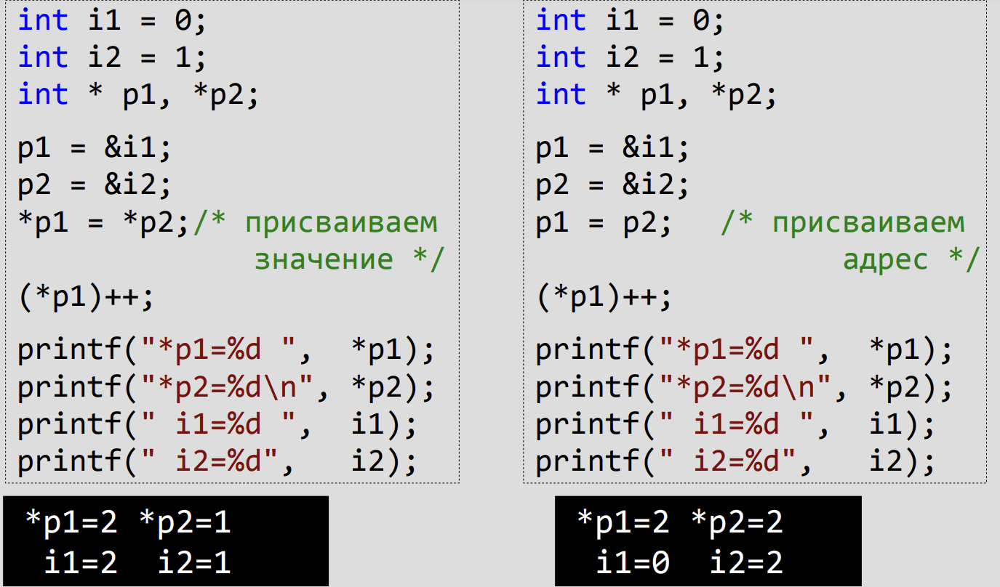 int i1 = 0;
int i2 = 1;
int * p1, *p2;
p1 = &i1;
p2 = &i2;
*p1 = *p2;/* присваиваем
значение */
(*p1)++;
printf("*p1=%d ", *p1);
printf("*p2=%d\n", *p2);
printf(" i1=%d ", i1);
printf(" i2=%d", i2);
*p1=2 *p2=1
i1=2 i2=1
int i1 = 0;
int i2 = 1;
int * p1, *p2;
p1 = &i1;
p2 = &i2;
p1 = p2; /* присваиваем
адрес */
(*p1)++;
printf("*p1=%d ", *p1);
printf("*p2=%d\n", *p2);
printf(" i1=%d ", i1);
printf(" i2=%d", i2);
*p1=2 *p2=2
i1=0 i2=2